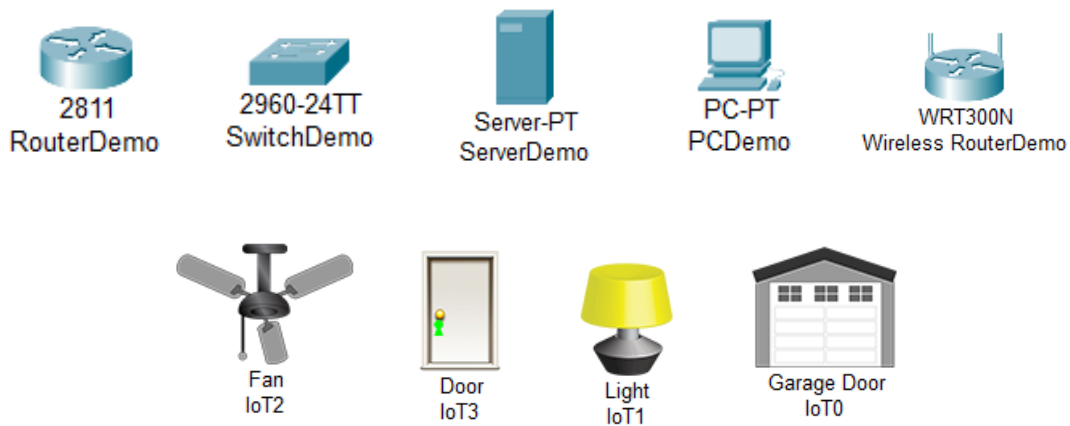 2811
RouterDemo
2960-24TT
SwitchDemo
Server-PT
ServerDemo
PC-PT
PCDemo
WRT300N
Wireless RouterDemo
Fan
IoT2
Door
IoT3
Light
IoT1
Garage Door
IoT0